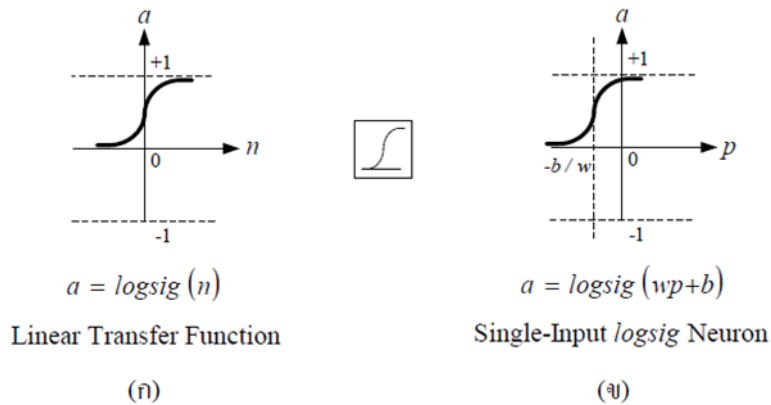 a
+1
n
0
-1
a = logsig (n)
Linear Transfer Function
(ก)
a
+1
p
-b / w
0
-1
a = logsig (wp+b)
Single-Input logsig Neuron
(ข)